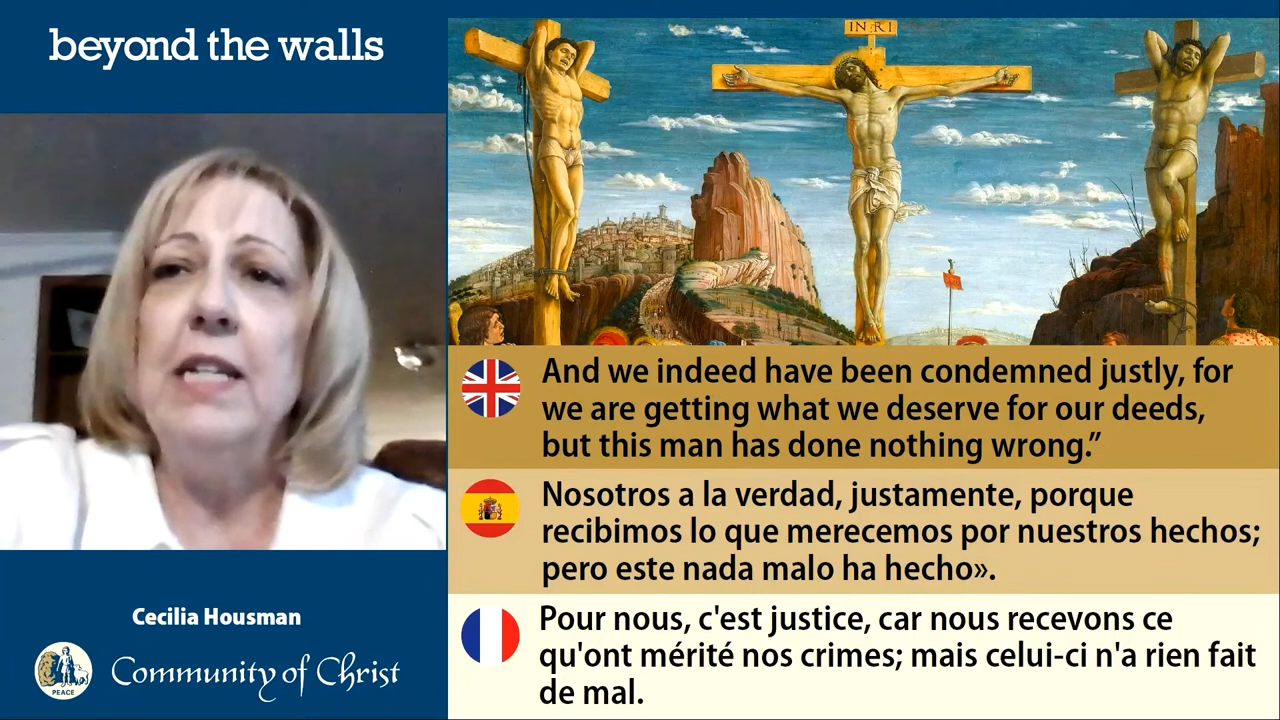 beyond the walls
INRI
And we indeed have been condemned justly, for
we are getting what we deserve for our deeds,
but this man has done nothing wrong.”
Nosotros a la verdad, justamente, porque
recibimos lo que merecemos por nuestros hechos;
pero este nada malo ha hecho».
Pour nous, c'est justice, car nous recevons ce
qu'ont mérité nos crimes; mais celui-ci n'a rien fait
de mal.
Cecilia Housman
PEACE
Community of Christ